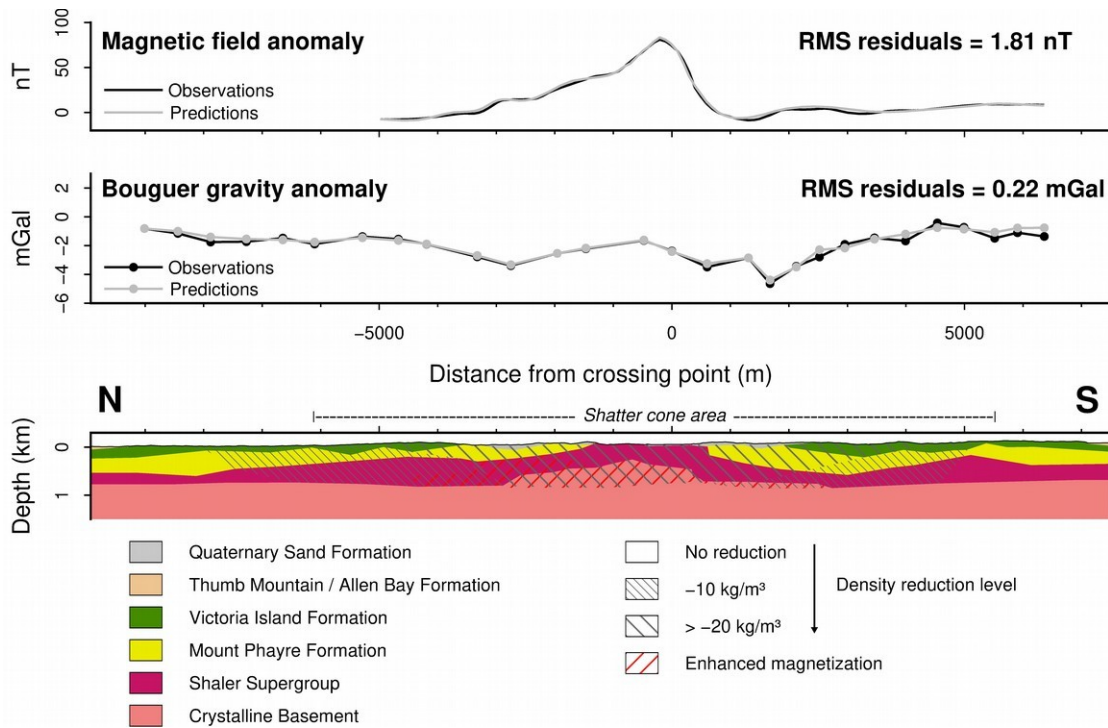 100
50
0
nT
Magnetic field anomaly
RMS residuals = 1.81 nT
Observations
Predictions
2
0
−2
−4
−6
mGal
Bouguer gravity anomaly
RMS residuals = 0.22 mGal
Observations
Predictions
−5000 0 5000
Distance from crossing point (m)
N
S
Shatter cone area
Depth (km)
0
1
Quaternary Sand Formation
Thumb Mountain / Allen Bay Formation
Victoria Island Formation
Mount Phayre Formation
Shaler Supergroup
Crystalline Basement
No reduction
−10 kg/m³
> −20 kg/m³
Enhanced magnetization
Density reduction level